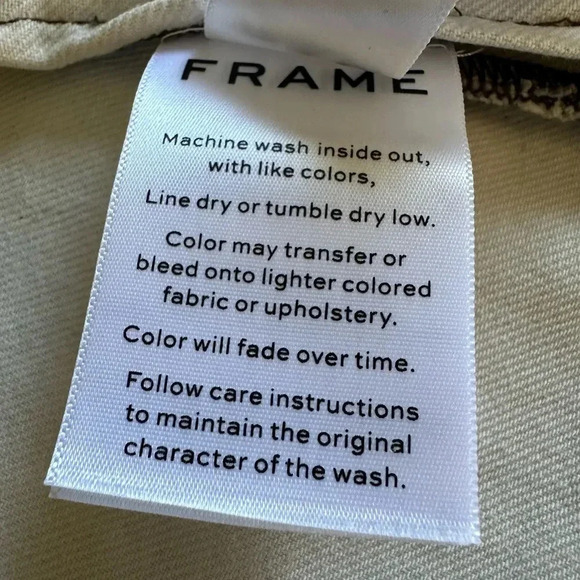 FRAME
Machine wash inside out,
with like colors,
Line dry or tumble dry low.
Color may transfer or
bleed onto lighter colored
fabric or upholstery.
Color will fade over time.
Follow care instructions
to maintain the original
character of the wash.